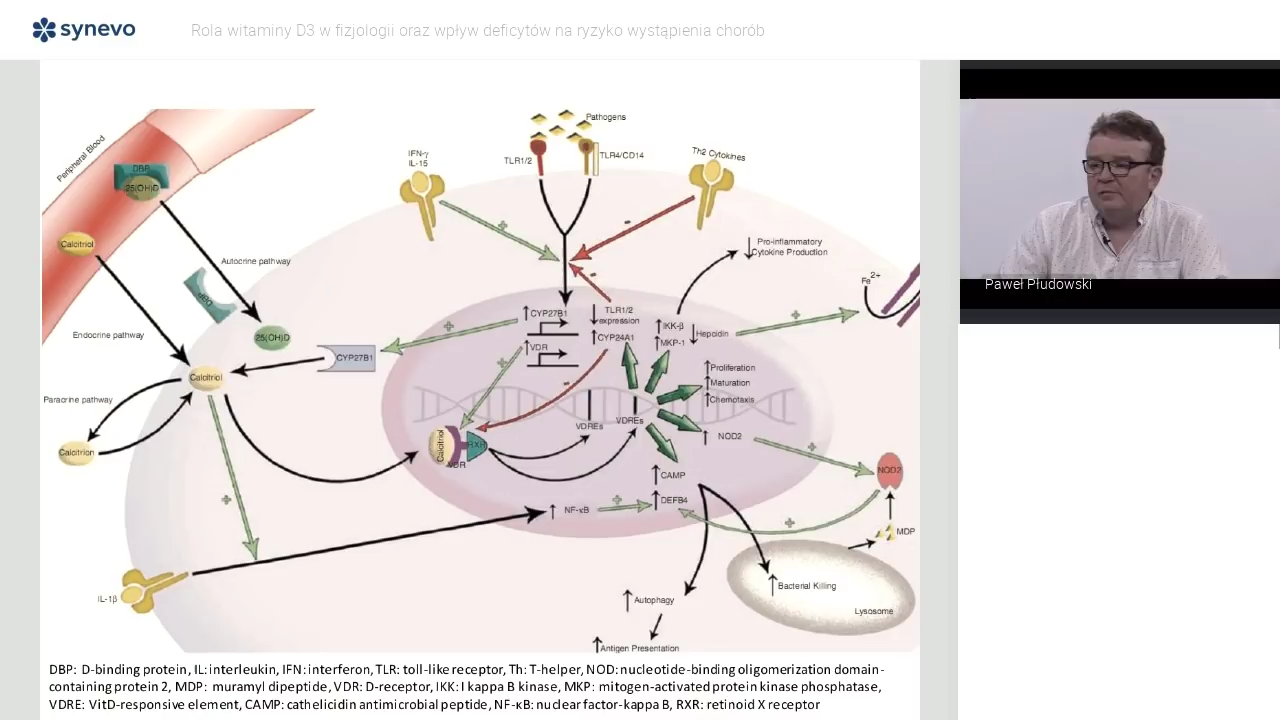 synevo
Rola witaminy D3 w fizjologii oraz wpływ deficytów na ryzyko wystąpienia chorób
Pathogens
IFN-γ
IL-15
TLR1/2
TLR4/CD14
Th2 Cytokines
Peripheral Blood
DBP
25(OH)D
Calcitriol
Autocrine pathway
DBP
Endocrine pathway
25(OH)D
CYP27B1
Calcitriol
Paracrine pathway
Calcitrion
Pro-inflammatory
Cytokine Production
Fe2+
CYP27B1
VDR
TLR1/2
expression
CYP24A1
IKK-β
MKP-1
Hepcidin
Proliferation
Maturation
Chemotaxis
VDREs
VDREs
NOD2
Calcitriol
VDR
RXR
CAMP
DEFB4
NF-κB
NOD2
MDP
IL-1β
Bacterial Killing
Lysosome
Autophagy
Antigen Presentation
DBP: D-binding protein, IL: interleukin, IFN: interferon, TLR: toll-like receptor, Th: T-helper, NOD: nucleotide-binding oligomerization domain-
containing protein 2, MDP: muramyl dipeptide, VDR: D-receptor, IKK: I kappa B kinase, MKP: mitogen-activated protein kinase phosphatase,
VDRE: VitD-responsive element, CAMP: cathelicidin antimicrobial peptide, NF-κB: nuclear factor-kappa B, RXR: retinoid X receptor
Paweł Płudowski